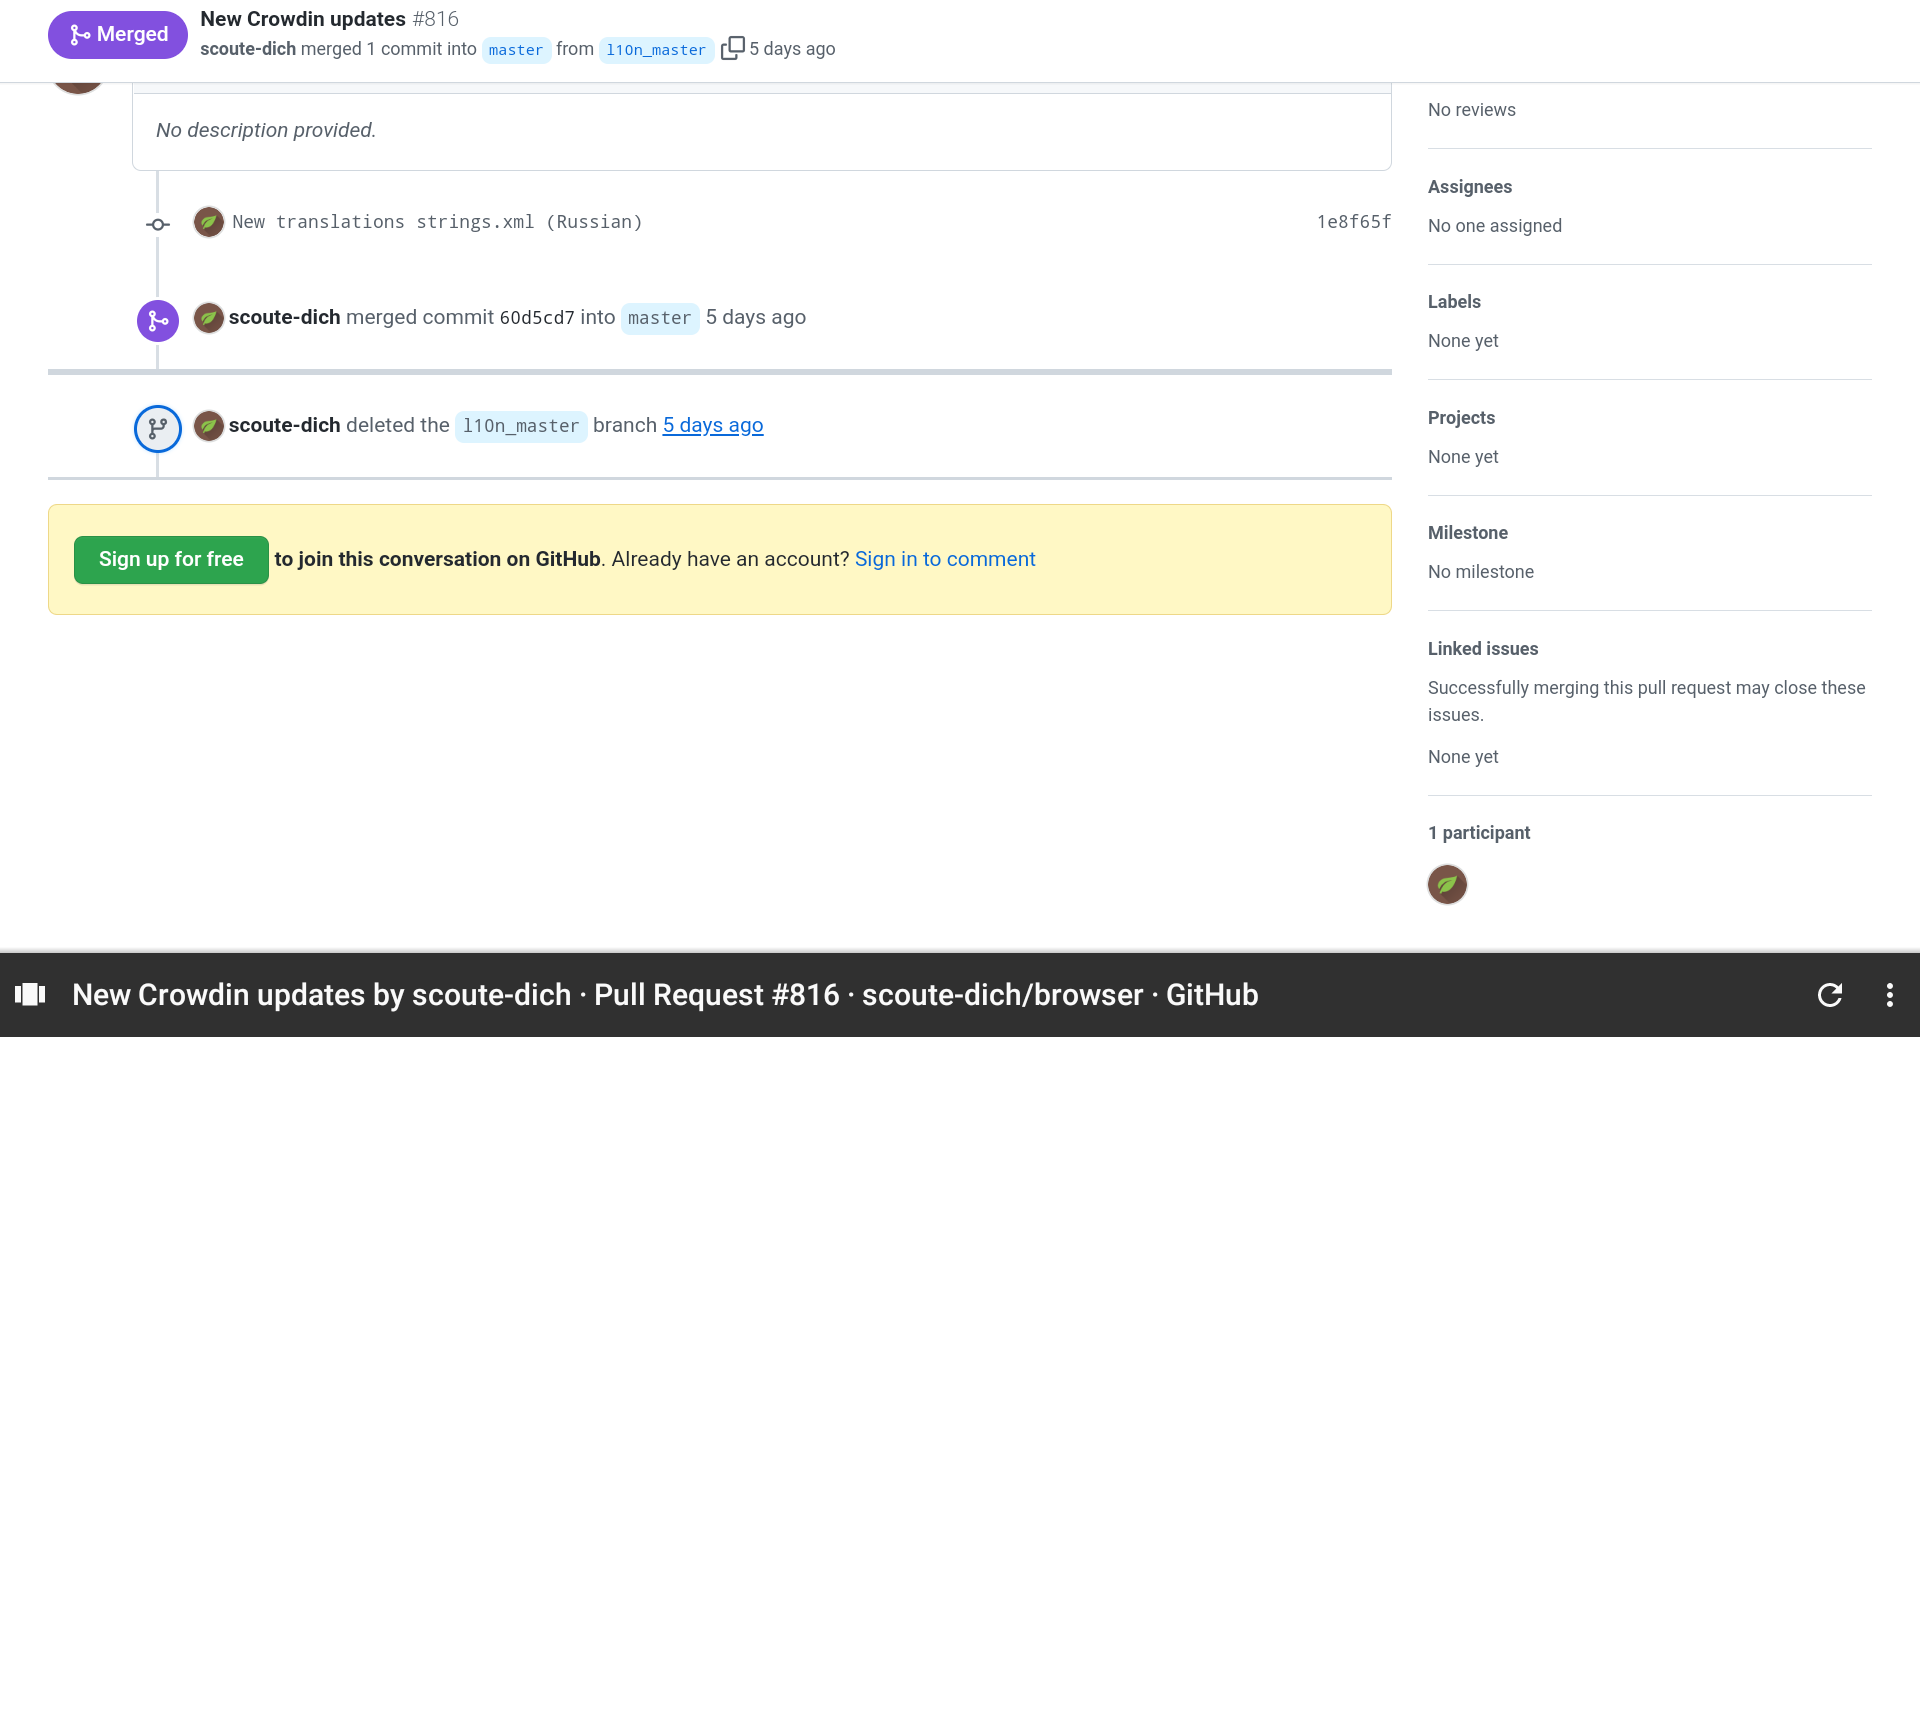 Merged
New Crowdin updates #816
scoute-dich merged 1 commit into master from l10n_master 5 days ago
No description provided.
New translations strings.xml (Russian) 1e8f65f
scoute-dich merged commit 60d5cd7 into master 5 days ago
scoute-dich deleted the l10n_master branch 5 days ago
Sign up for free to join this conversation on GitHub. Already have an account? Sign in to comment
No reviews
Assignees
No one assigned
Labels
None yet
Projects
None yet
Milestone
No milestone
Linked issues
Successfully merging this pull request may close these
issues.
None yet
1 participant
New Crowdin updates by scoute-dich · Pull Request #816 · scoute-dich/browser · GitHub